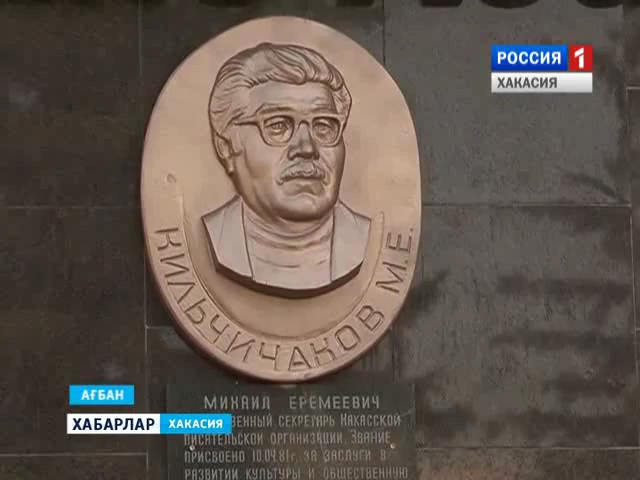 РОССИЯ 1
ХАКАСИЯ
КИЛЬЧИЧАКОВ М.Е.
АҒБАН
ХАБАРЛАР ХАКАСИЯ
МИХАИЛ ЕРЕМЕЕВИЧ
СЕКРЕТАРЬ ХАКАССКОЙ
ПИСАТЕЛЬСКОЙ ОРГАНИЗАЦИИ. ЗВАНИЕ
ПРИСВОЕНО 10.04.81г. ЗА ЗАСЛУГИ В
РАЗВИТИИ КУЛЬТУРЫ И ОБЩЕСТВЕННУЮ